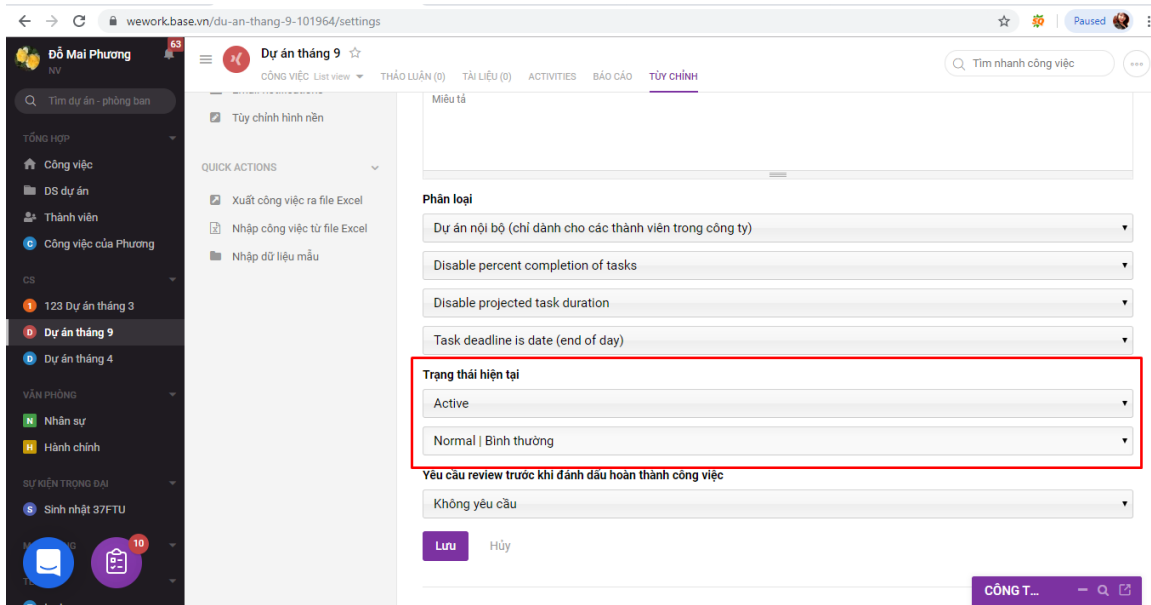 wework.base.vn/du-an-thang-9-101964/settings
Paused
Đỗ Mai Phương
NV
63
Tìm dự án - phòng ban
TỔNG HỢP
Công việc
DS dự án
Thành viên
C Công việc của Phương
CS
1 123 Dự án tháng 3
D Dự án tháng 9
D Dự án tháng 4
VĂN PHÒNG
N Nhân sự
H Hành chính
SỰ KIỆN TRỌNG ĐẠI
S Sinh nhật 37FTU
10
Dự án tháng 9
CÔNG VIỆC List view THẢO LUẬN (0) TÀI LIỆU (0) ACTIVITIES BÁO CÁO TÙY CHỈNH
Tìm nhanh công việc
Tùy chỉnh hình nền
QUICK ACTIONS
Xuất công việc ra file Excel
Nhập công việc từ file Excel
Nhập dữ liệu mẫu
Miêu tả
Phân loại
Dự án nội bộ (chỉ dành cho các thành viên trong công ty)
Disable percent completion of tasks
Disable projected task duration
Task deadline is date (end of day)
Trạng thái hiện tại
Active
Normal | Bình thường
Yêu cầu review trước khi đánh dấu hoàn thành công việc
Không yêu cầu
Lưu Hủy
CÔNG T...